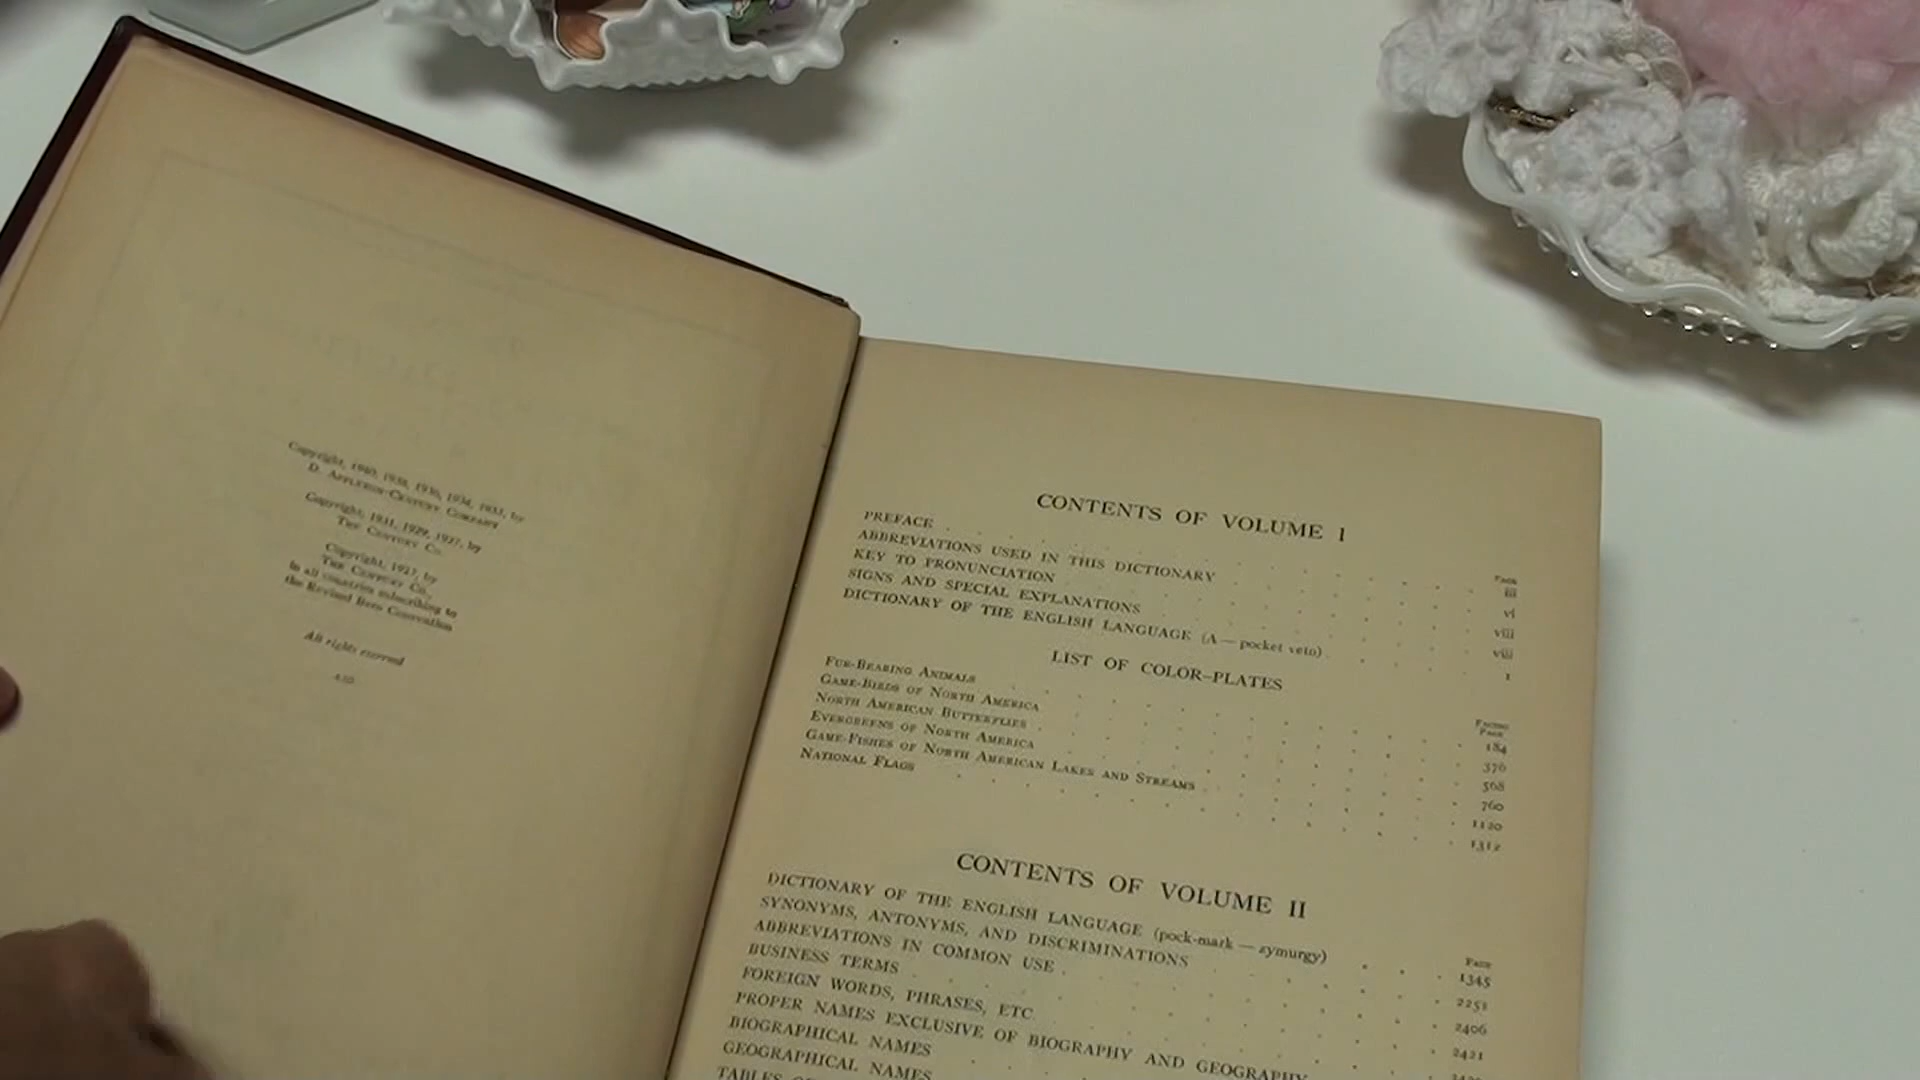 Copyright, 1940, 1938, 1936, 1934, 1933, by
D. APPLETON-CENTURY COMPANY
Copyright, 1931, 1929, 1927, by
THE CENTURY CO.
Copyright, 1927, by
THE CENTURY CO.,
in all countries subscribing to
the Revised Bern Convention
All rights reserved
CONTENTS OF VOLUME I
PAGE
PREFACE iii
ABBREVIATIONS USED IN THIS DICTIONARY vi
KEY TO PRONUNCIATION viii
SIGNS AND SPECIAL EXPLANATIONS viii
DICTIONARY OF THE ENGLISH LANGUAGE (A — pocket veto) 1
LIST OF COLOR-PLATES
FACING
PAGE
FUR-BEARING ANIMALS 184
GAME-BIRDS OF NORTH AMERICA 376
NORTH AMERICAN BUTTERFLIES 568
EVERGREENS OF NORTH AMERICA 760
GAME-FISHES OF NORTH AMERICAN LAKES AND STREAMS 1120
NATIONAL FLAGS 1312
CONTENTS OF VOLUME II
PAGE
DICTIONARY OF THE ENGLISH LANGUAGE (pock-mark — zymurgy) 1345
SYNONYMS, ANTONYMS, AND DISCRIMINATIONS 2251
ABBREVIATIONS IN COMMON USE 2406
BUSINESS TERMS 2421
FOREIGN WORDS, PHRASES, ETC
PROPER NAMES EXCLUSIVE OF BIOGRAPHY AND GEOGRAPHY
BIOGRAPHICAL NAMES
GEOGRAPHICAL NAMES
TABLES